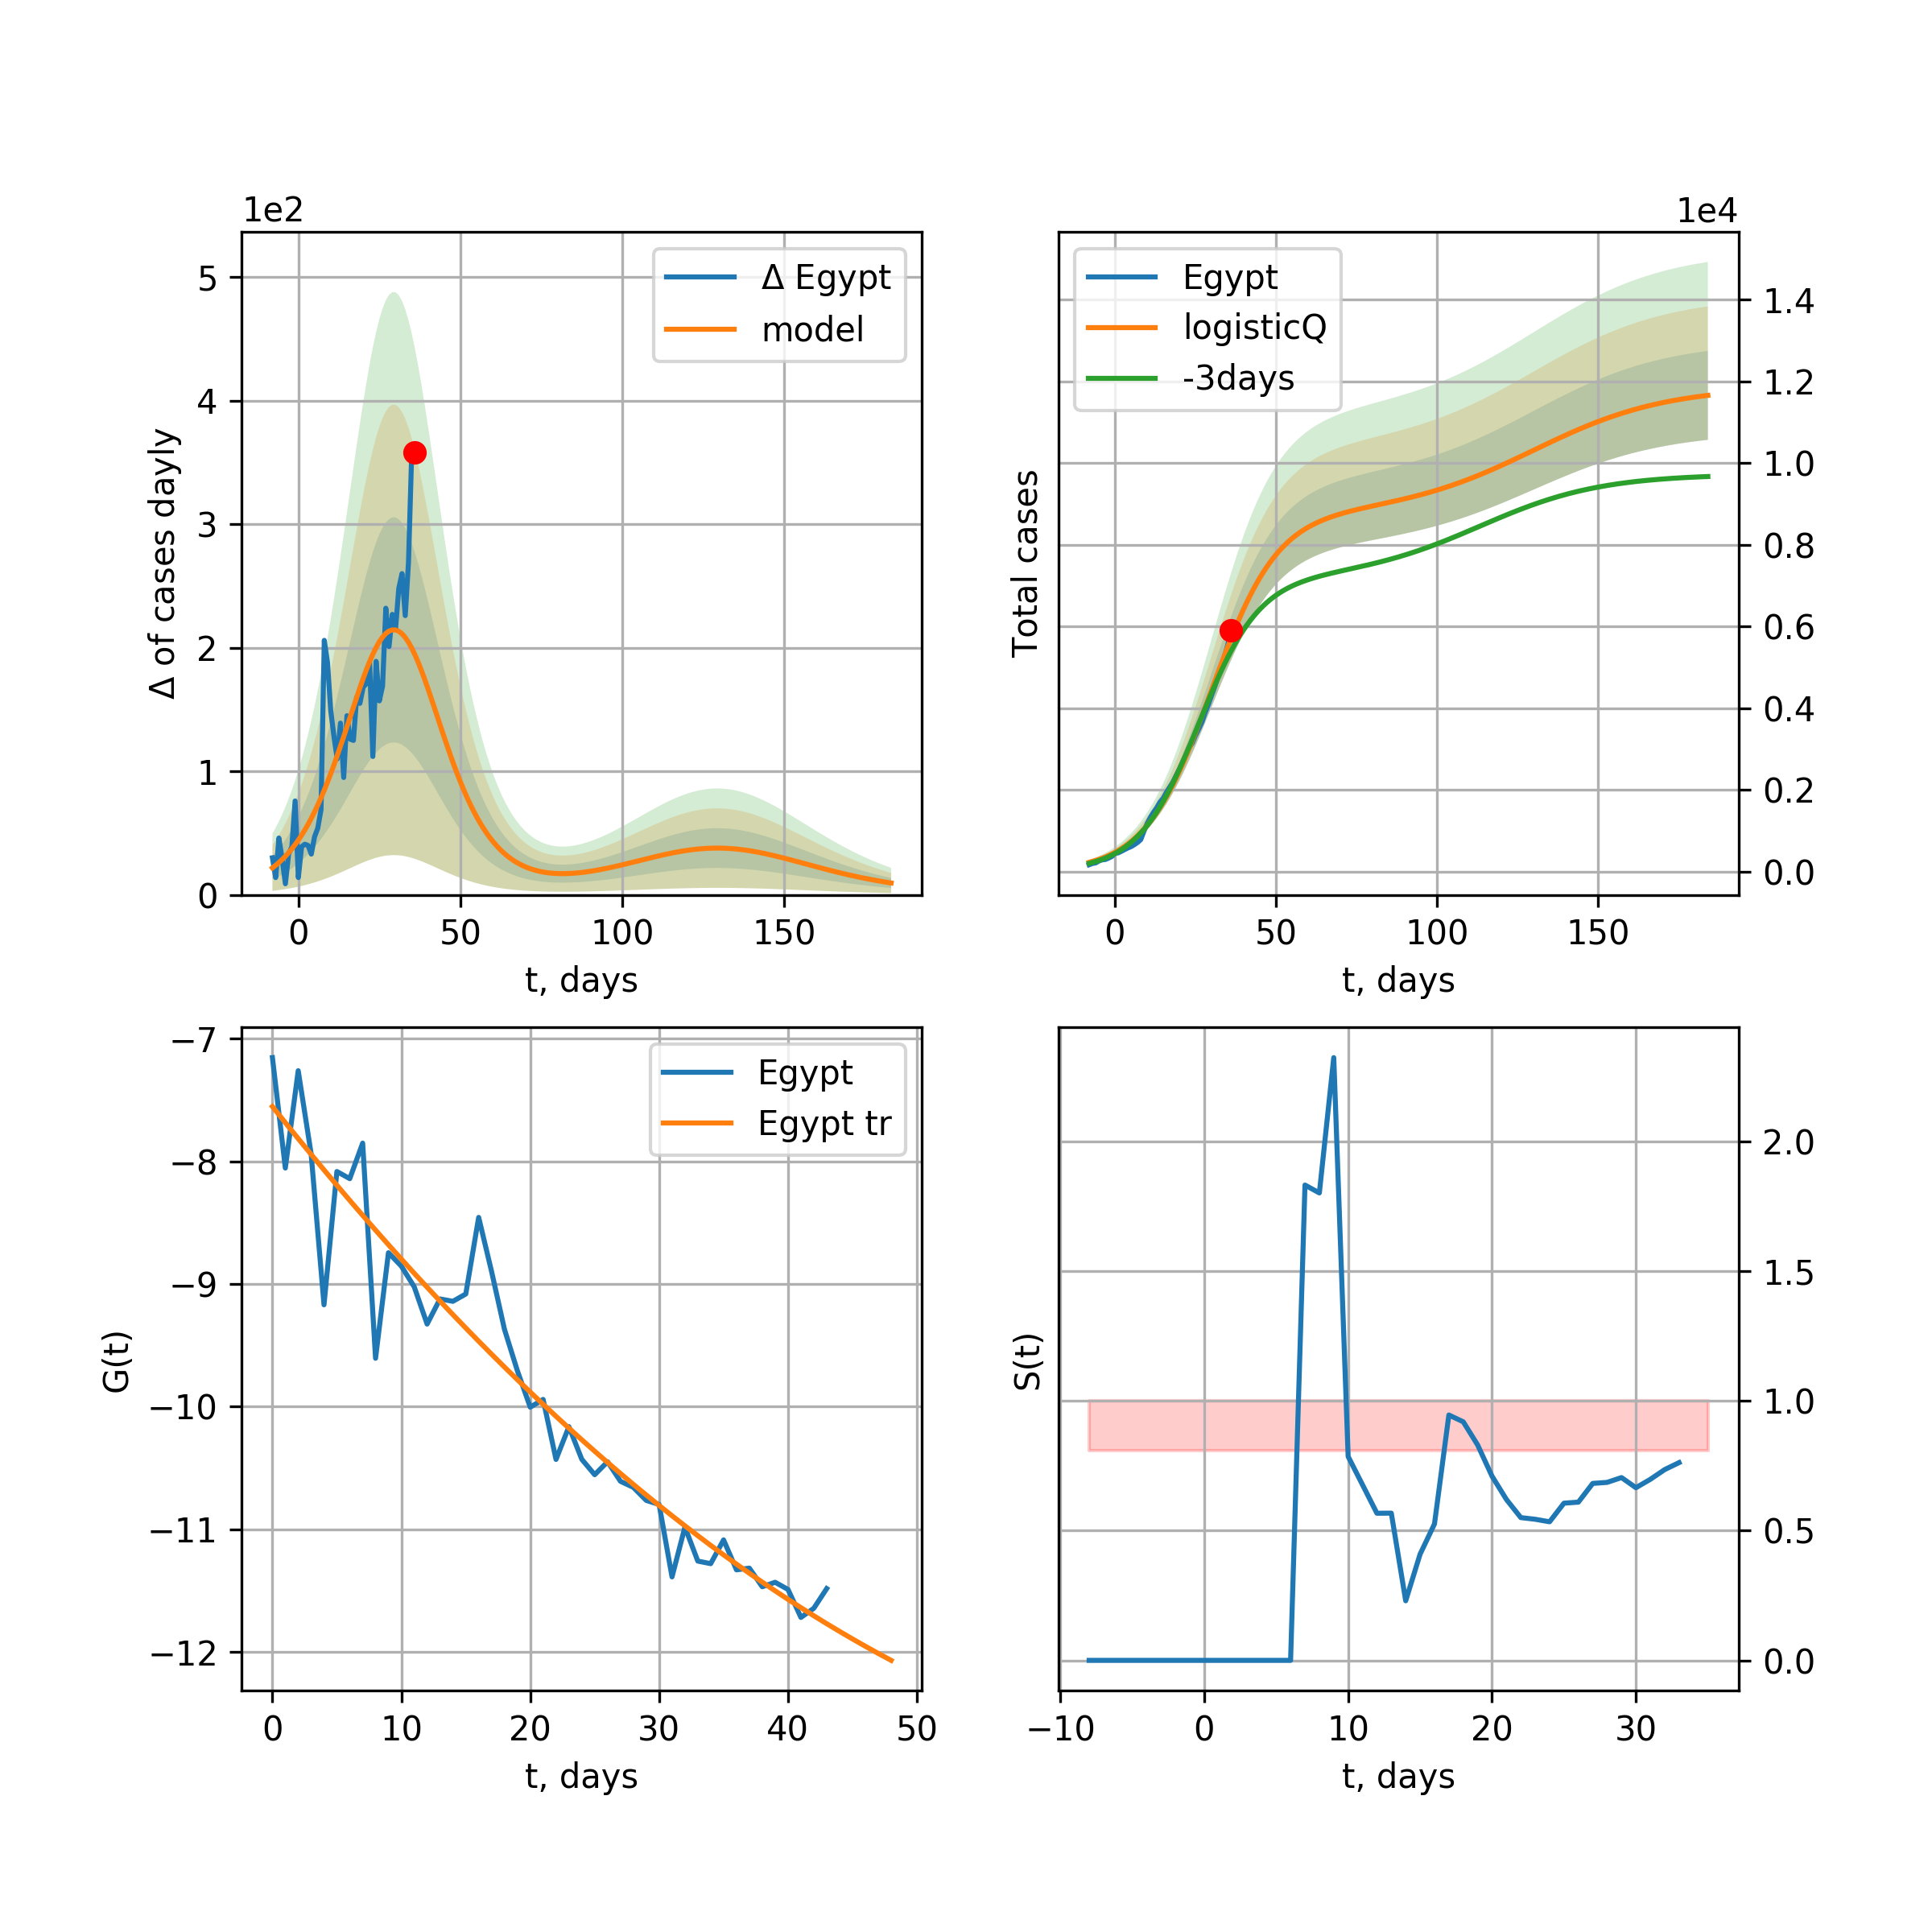 1e2
5
4
3
2
1
0
Δ of cases dayly
0 50 100 150
t, days
Δ Egypt
model
1e4
1.4
1.2
1.0
0.8
0.6
0.4
0.2
0.0
Total cases
0 50 100 150
t, days
Egypt
logisticQ
-3days
−7
−8
−9
−10
−11
−12
G(t)
0 10 20 30 40 50
t, days
Egypt
Egypt tr
2.0
1.5
1.0
0.5
0.0
S(t)
−10 0 10 20 30
t, days